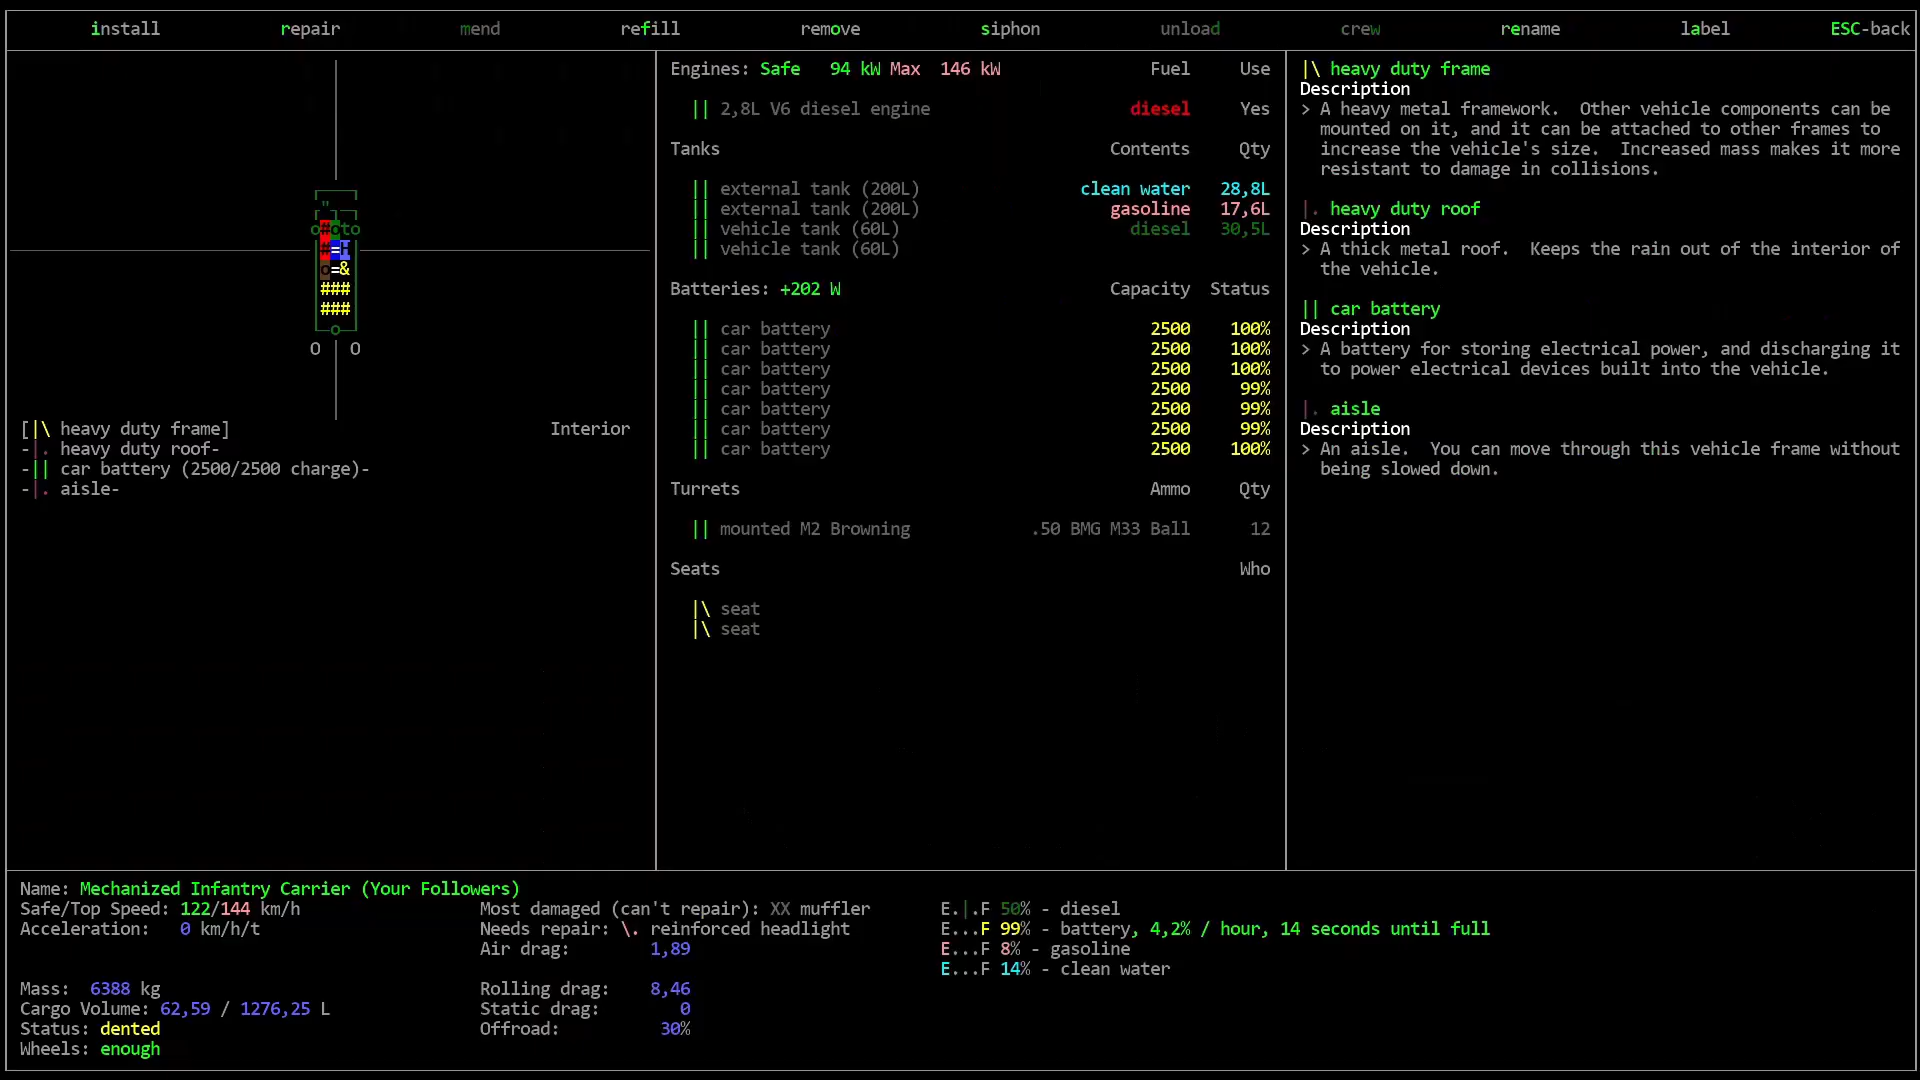 install repair mend refill remove siphon unload crew rename label ESC-back
Engines: Safe 94 kW Max 146 kW Fuel Use
|| 2,8L V6 diesel engine diesel Yes
Tanks Contents Qty
|| external tank (200L) clean water 28,8L
|| external tank (200L) gasoline 17,6L
|| vehicle tank (60L) diesel 30,5L
|| vehicle tank (60L)
Batteries: +202 W Capacity Status
|| car battery 2500 100%
|| car battery 2500 100%
|| car battery 2500 100%
|| car battery 2500 99%
|| car battery 2500 99%
|| car battery 2500 99%
|| car battery 2500 100%
Turrets Ammo Qty
|| mounted M2 Browning .50 BMG M33 Ball 12
Seats Who
|\ seat
|\ seat
|\ heavy duty frame
Description
> A heavy metal framework. Other vehicle components can be
mounted on it, and it can be attached to other frames to
increase the vehicle's size. Increased mass makes it more
resistant to damage in collisions.
|. heavy duty roof
Description
> A thick metal roof. Keeps the rain out of the interior of
the vehicle.
|| car battery
Description
> A battery for storing electrical power, and discharging it
to power electrical devices built into the vehicle.
|. aisle
Description
> An aisle. You can move through this vehicle frame without
being slowed down.
=&
###
###
O O
[|\ heavy duty frame] Interior
-|. heavy duty roof-
-|| car battery (2500/2500 charge)-
-|. aisle-
Name: Mechanized Infantry Carrier (Your Followers)
Safe/Top Speed: 122/144 km/h
Acceleration: 0 km/h/t
Mass: 6388 kg
Cargo Volume: 62,59 / 1276,25 L
Status: dented
Wheels: enough
Most damaged (can't repair): XX muffler
Needs repair: \. reinforced headlight
Air drag: 1,89
Rolling drag: 8,46
Static drag: 0
Offroad: 30%
E.|.F 50% - diesel
E...F 99% - battery, 4,2% / hour, 14 seconds until full
E...F 8% - gasoline
E...F 14% - clean water